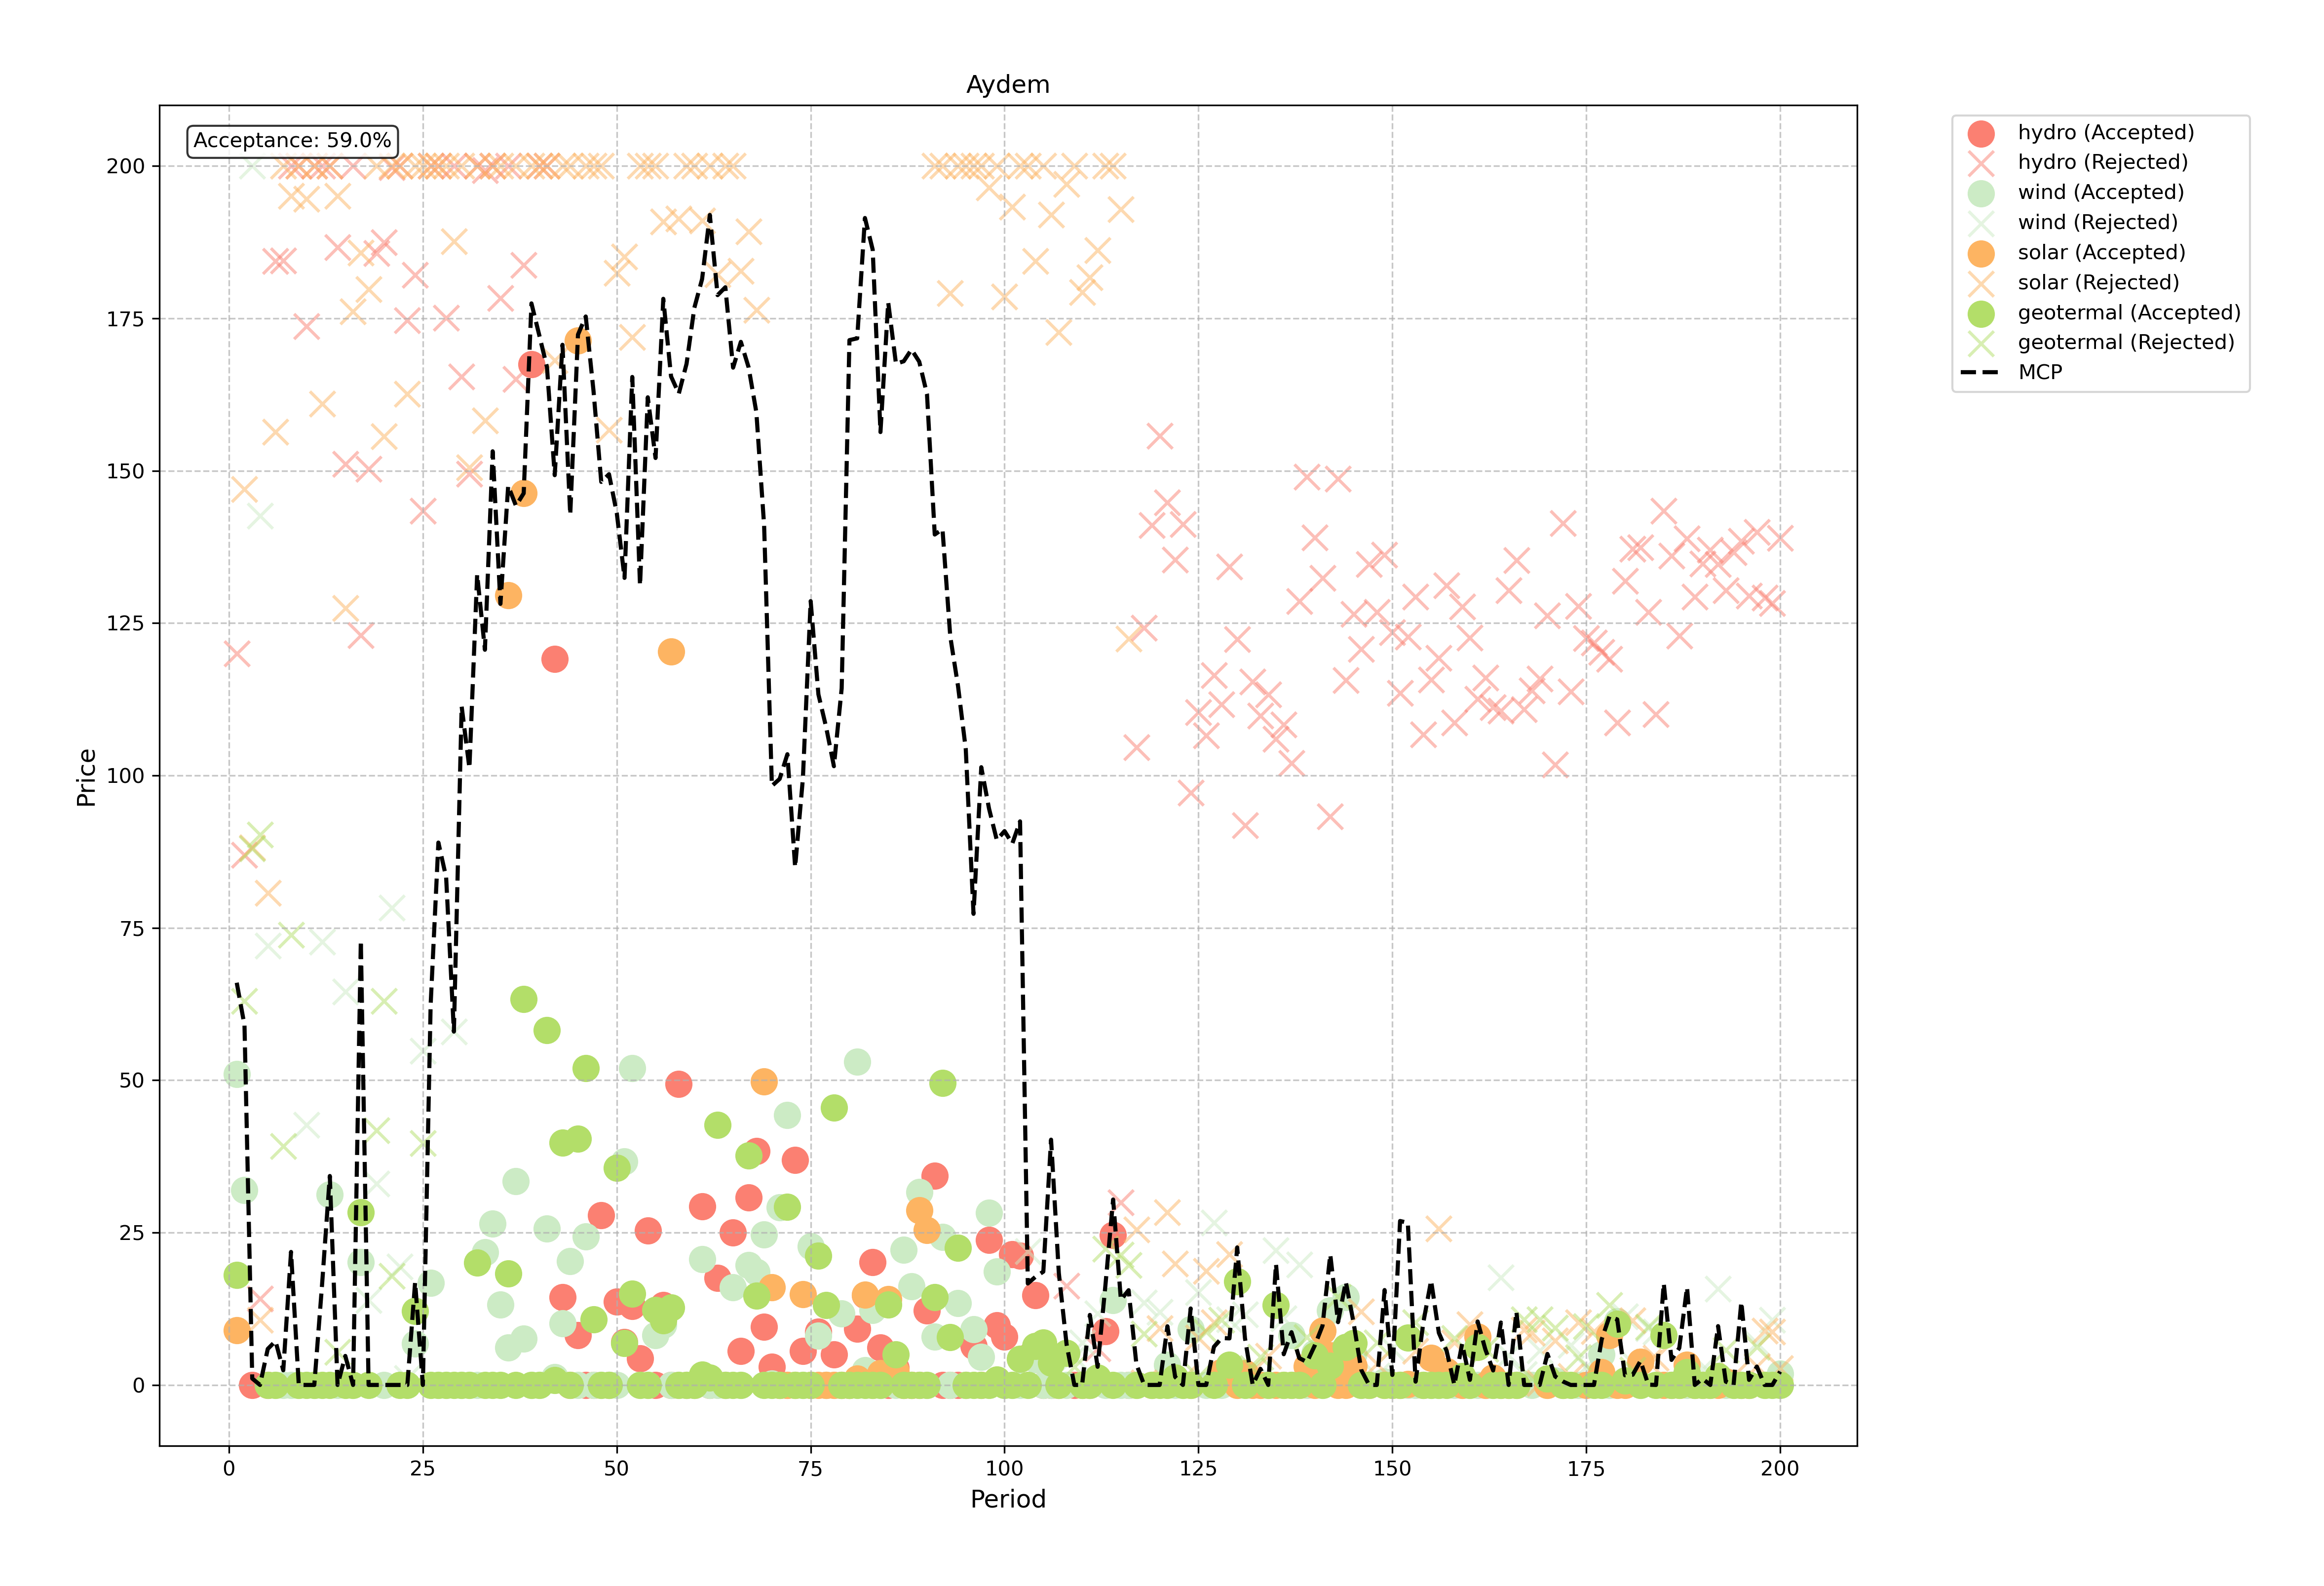 Aydem
Acceptance: 59.0%
hydro (Accepted)
hydro (Rejected)
wind (Accepted)
wind (Rejected)
solar (Accepted)
solar (Rejected)
geotermal (Accepted)
geotermal (Rejected)
MCP
Price
200
175
150
125
100
75
50
25
0
0 25 50 75 100 125 150 175 200
Period